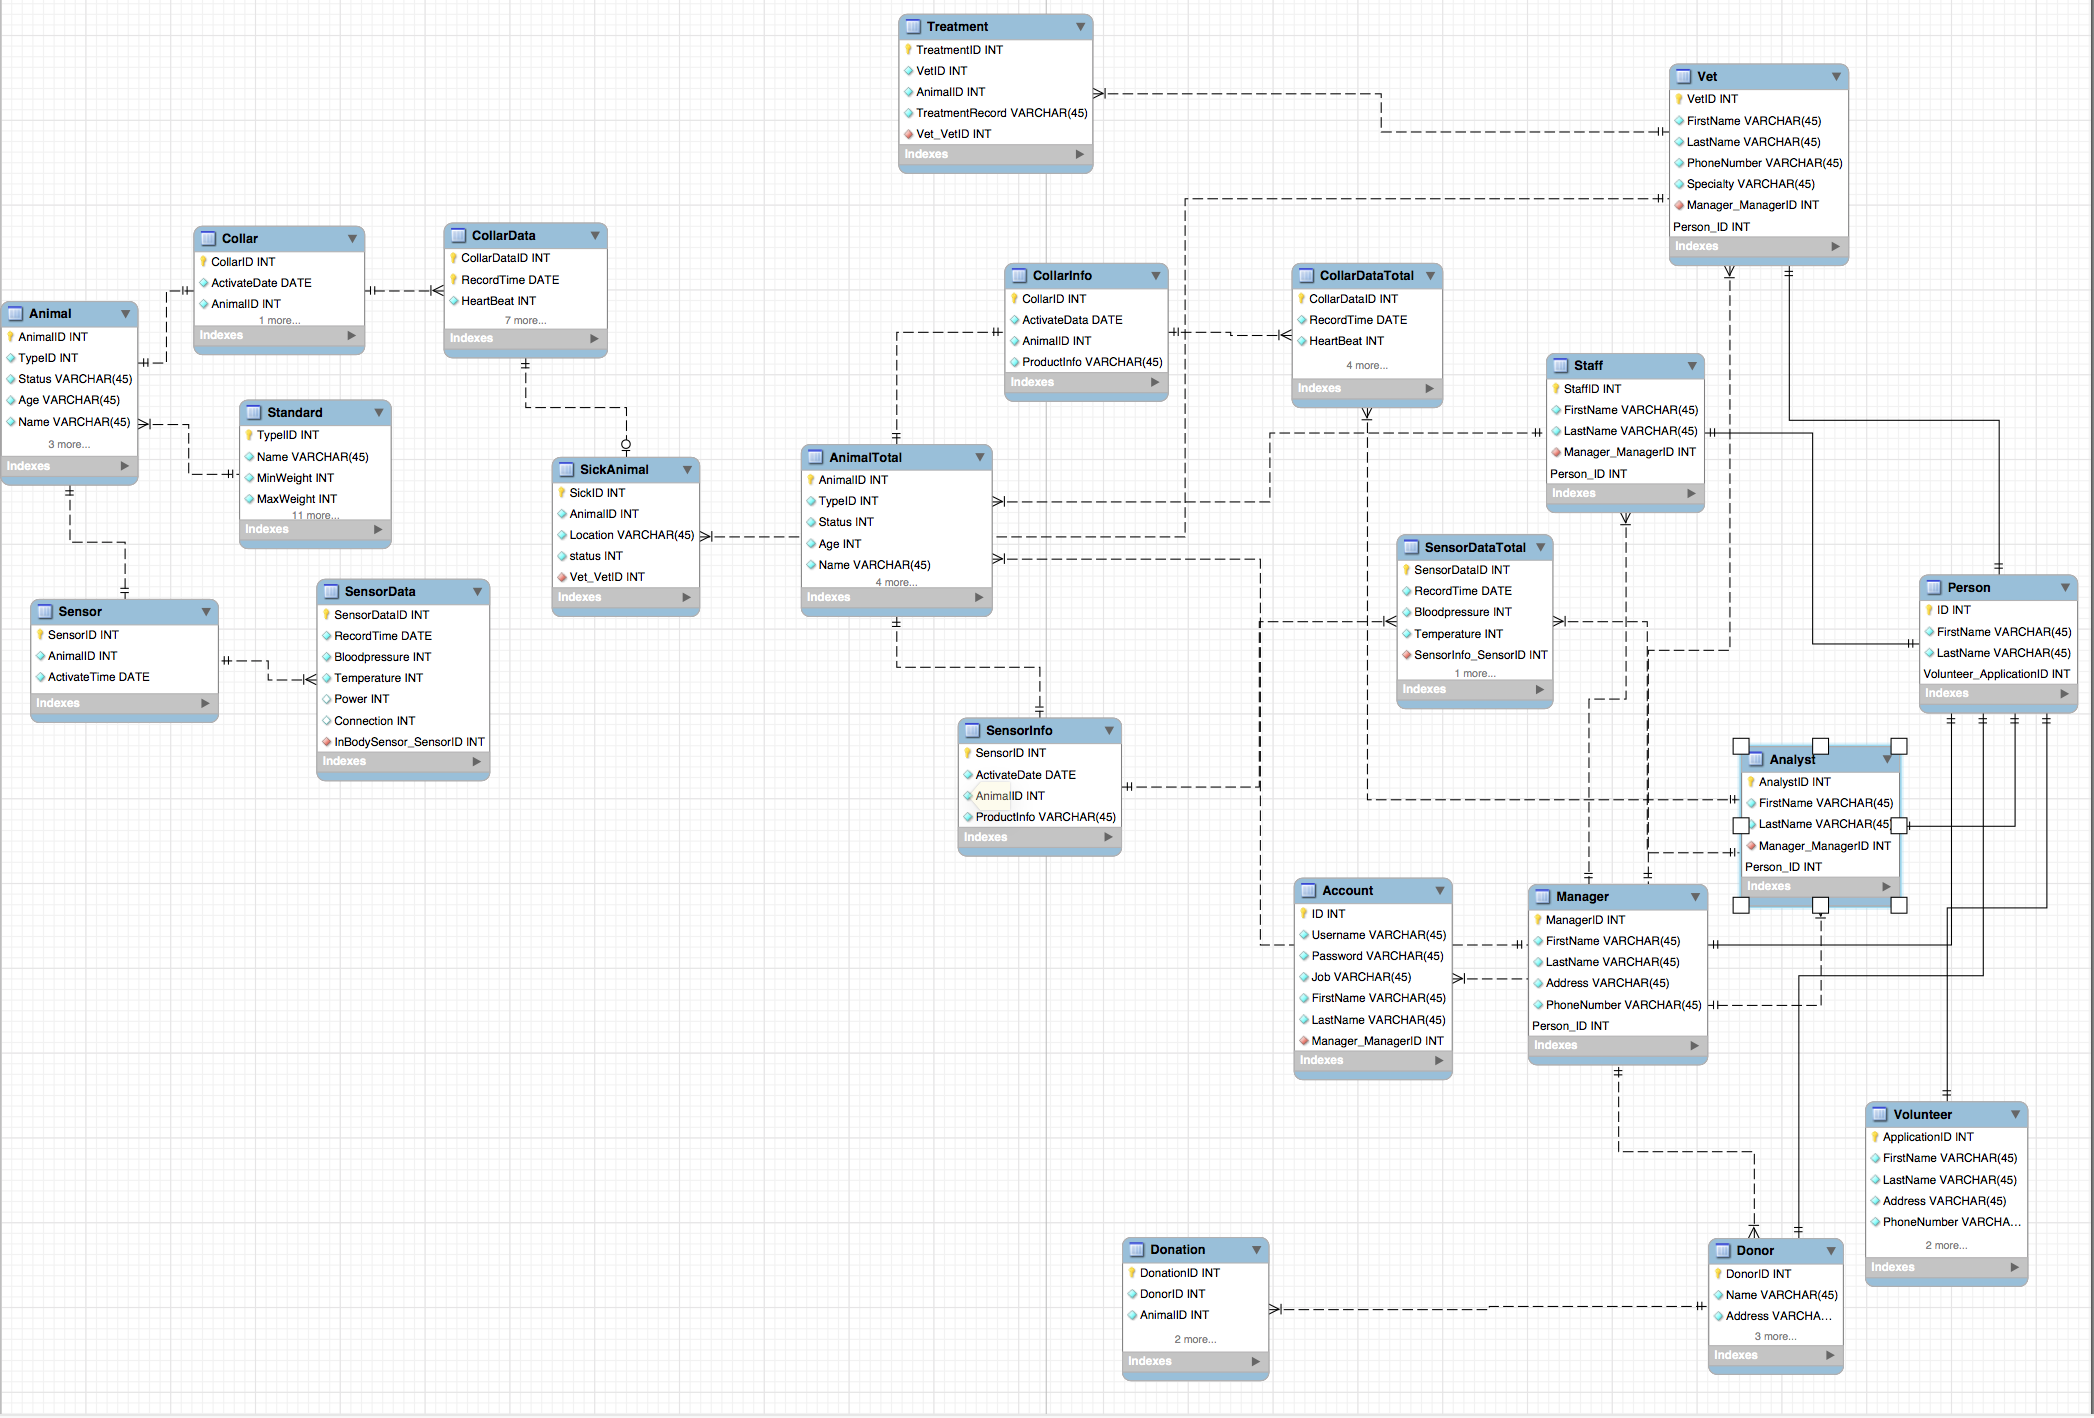 Treatment
TreatmentID INT
VetID INT
AnimalID INT
TreatmentRecord VARCHAR(45)
Vet_VetID INT
Indexes
Vet
VetID INT
FirstName VARCHAR(45)
LastName VARCHAR(45)
PhoneNumber VARCHAR(45)
Specialty VARCHAR(45)
Manager_ManagerID INT
Person_ID INT
Indexes
Collar
CollarID INT
ActivateDate DATE
AnimalID INT
1 more...
Indexes
CollarData
CollarDataID INT
RecordTime DATE
HeartBeat INT
7 more...
Indexes
CollarInfo
CollarID INT
ActivateData DATE
AnimalID INT
ProductInfo VARCHAR(45)
Indexes
CollarDataTotal
CollarDataID INT
RecordTime DATE
HeartBeat INT
4 more...
Indexes
Animal
AnimalID INT
TypeID INT
Status VARCHAR(45)
Age VARCHAR(45)
Name VARCHAR(45)
3 more...
Indexes
Standard
TypeID INT
Name VARCHAR(45)
MinWeight INT
MaxWeight INT
11 more...
Indexes
Staff
StaffID INT
FirstName VARCHAR(45)
LastName VARCHAR(45)
Manager_ManagerID INT
Person_ID INT
Indexes
SickAnimal
SickID INT
AnimalID INT
Location VARCHAR(45)
status INT
Vet_VetID INT
Indexes
AnimalTotal
AnimalID INT
TypeID INT
Status INT
Age INT
Name VARCHAR(45)
4 more...
Indexes
SensorDataTotal
SensorDataID INT
RecordTime DATE
Bloodpressure INT
Temperature INT
SensorInfo_SensorID INT
1 more...
Indexes
Sensor
SensorID INT
AnimalID INT
ActivateTime DATE
Indexes
SensorData
SensorDataID INT
RecordTime DATE
Bloodpressure INT
Temperature INT
Power INT
Connection INT
InBodySensor_SensorID INT
Indexes
Person
ID INT
FirstName VARCHAR(45)
LastName VARCHAR(45)
Volunteer_ApplicationID INT
Indexes
SensorInfo
SensorID INT
ActivateDate DATE
AnimalID INT
ProductInfo VARCHAR(45)
Indexes
Analyst
AnalystID INT
FirstName VARCHAR(45)
LastName VARCHAR(45
Manager_ManagerID INT
Person_ID INT
Indexes
Account
ID INT
Username VARCHAR(45)
Password VARCHAR(45)
Job VARCHAR(45)
FirstName VARCHAR(45)
LastName VARCHAR(45)
Manager_ManagerID INT
Indexes
Manager
ManagerID INT
FirstName VARCHAR(45)
LastName VARCHAR(45)
Address VARCHAR(45)
PhoneNumber VARCHAR(45)
Person_ID INT
Indexes
Volunteer
ApplicationID INT
FirstName VARCHAR(45)
LastName VARCHAR(45)
Address VARCHAR(45)
PhoneNumber VARCHA...
2 more...
Indexes
Donation
DonationID INT
DonorID INT
AnimalID INT
2 more...
Indexes
Donor
DonorID INT
Name VARCHAR(45)
Address VARCHA...
3 more...
Indexes